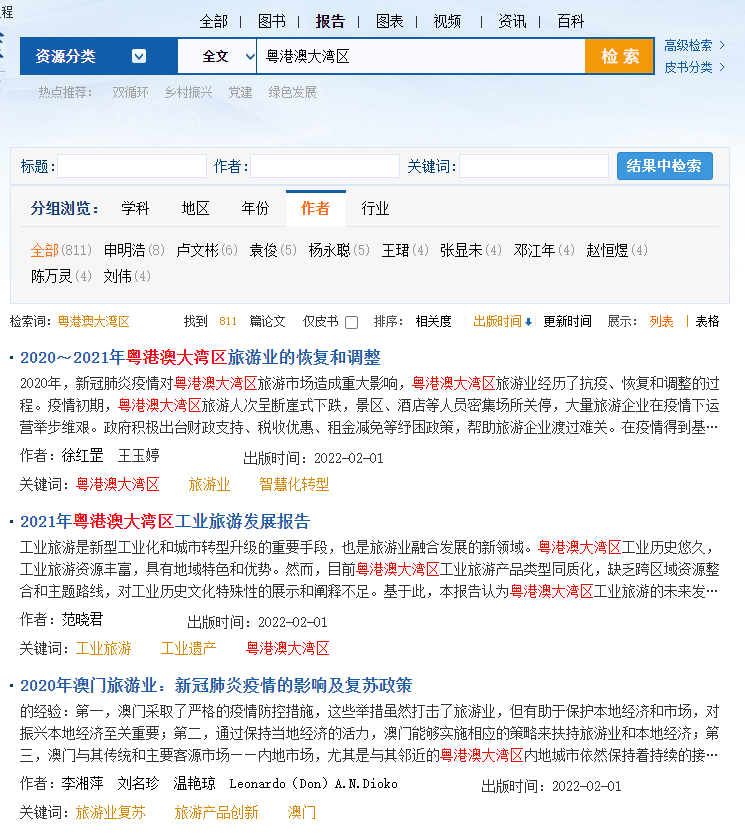 程
全部 | 图书 | 报告 | 图表 | 视频 | 资讯 | 百科
资源分类 全文 粤港澳大湾区 检 索 高级检索
皮书分类
热点推荐： 双循环 乡村振兴 党建 绿色发展
标题: 作者: 关键词: 结果中检索
分组浏览： 学科 地区 年份 作者 行业
全部(811) 申明浩(8) 卢文彬(6) 袁俊(5) 杨永聪(5) 王珺(4) 张显未(4) 邓江年(4) 赵恒煜(4)
陈万灵(4) 刘伟(4)
检索词: 粤港澳大湾区 找到 811 篇论文 仅皮书 排序: 相关度 | 出版时间 更新时间 展示: 列表 | 表格
2020～2021年粤港澳大湾区旅游业的恢复和调整
2020年，新冠肺炎疫情对粤港澳大湾区旅游市场造成重大影响，粤港澳大湾区旅游业经历了抗疫、恢复和调整的过
程。疫情初期，粤港澳大湾区旅游人次呈断崖式下跌，景区、酒店等人员密集场所关停，大量旅游企业在疫情下运
营举步维艰。政府积极出台财政支持、税收优惠、租金减免等纾困政策，帮助旅游企业渡过难关。在疫情得到基…
作者：徐红罡 王玉婷 出版时间：2022-02-01
关键词：粤港澳大湾区 旅游业 智慧化转型
2021年粤港澳大湾区工业旅游发展报告
工业旅游是新型工业化和城市转型升级的重要手段，也是旅游业融合发展的新领域。粤港澳大湾区工业历史悠久，
工业旅游资源丰富，具有地域特色和优势。然而，目前粤港澳大湾区工业旅游产品类型同质化，缺乏跨区域资源整
合和主题路线，对工业历史文化特殊性的展示和阐释不足。基于此，本报告认为粤港澳大湾区工业旅游的未来发…
作者：范晓君 出版时间：2022-02-01
关键词：工业旅游 工业遗产 粤港澳大湾区
2020年澳门旅游业：新冠肺炎疫情的影响及复苏政策
的经验：第一，澳门采取了严格的疫情防控措施，这些举措虽然打击了旅游业，但有助于保护本地经济和市场，对
振兴本地经济至关重要；第二，通过保持当地经济的活力，澳门能够实施相应的策略来扶持旅游业和本地经济；第
三，澳门与其传统和主要客源市场——内地市场，尤其是与其邻近的粤港澳大湾区内地城市依然保持着持续的接…
作者：李湘萍 刘名珍 温艳琼 Leonardo（Don）A.N.Dioko 出版时间：2022-02-01
关键词：旅游业复苏 旅游产品创新 澳门